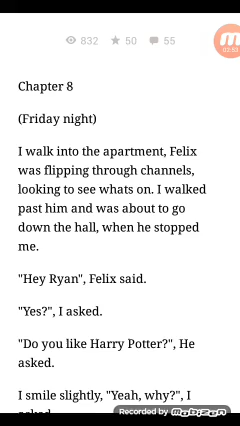 832 50 55
Chapter 8
(Friday night)
I walk into the apartment, Felix
was flipping through channels,
looking to see whats on. I walked
past him and was about to go
down the hall, when he stopped
me.
"Hey Ryan", Felix said.
"Yes?", I asked.
"Do you like Harry Potter?", He
asked.
I smile slightly, "Yeah, why?", I
asked.
Recorded by mobizen